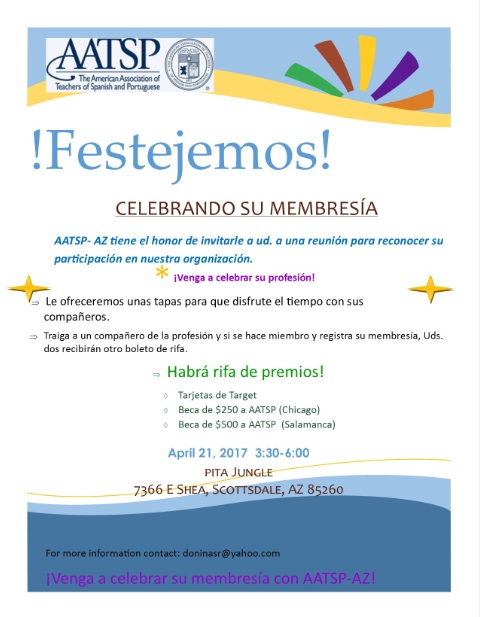 AATSP
The American Association of
Teachers of Spanish and Portuguese
!Festejemos!
CELEBRANDO SU MEMBRESÍA
AATSP- AZ tiene el honor de invitarle a ud. a una reunión para reconocer su
participación en nuestra organización.
* ¡Venga a celebrar su profesión!
⇒ Le ofreceremos unas tapas para que disfrute el tiempo con sus
compañeros.
⇒ Traiga a un compañero de la profesión y si se hace miembro y registra su membresía, Uds.
dos recibirán otro boleto de rifa.
⇒ Habrá rifa de premios!
◊ Tarjetas de Target
◊ Beca de $250 a AATSP (Chicago)
◊ Beca de $500 a AATSP (Salamanca)
April 21, 2017 3:30-6:00
PITA JUNGLE
7366 E SHEA, SCOTTSDALE, AZ 85260
For more information contact: doninasr@yahoo.com
¡Venga a celebrar su membresía con AATSP-AZ!